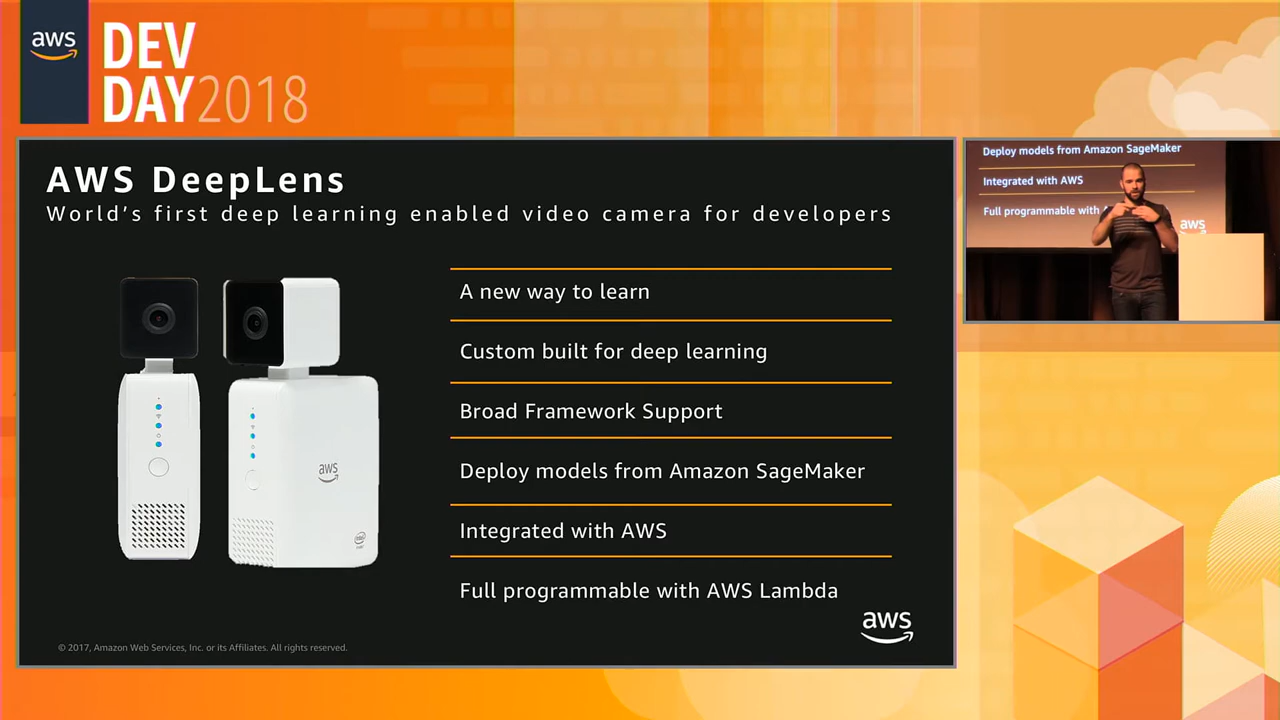 aws
DEV
DAY2018
AWS DeepLens
World's first deep learning enabled video camera for developers
A new way to learn
Custom built for deep learning
Broad Framework Support
Deploy models from Amazon SageMaker
Integrated with AWS
Full programmable with AWS Lambda
aws
aws
© 2017, Amazon Web Services, Inc. or its Affiliates. All rights reserved.
Deploy models from Amazon SageMaker
Integrated with AWS
Full programmable with
aws